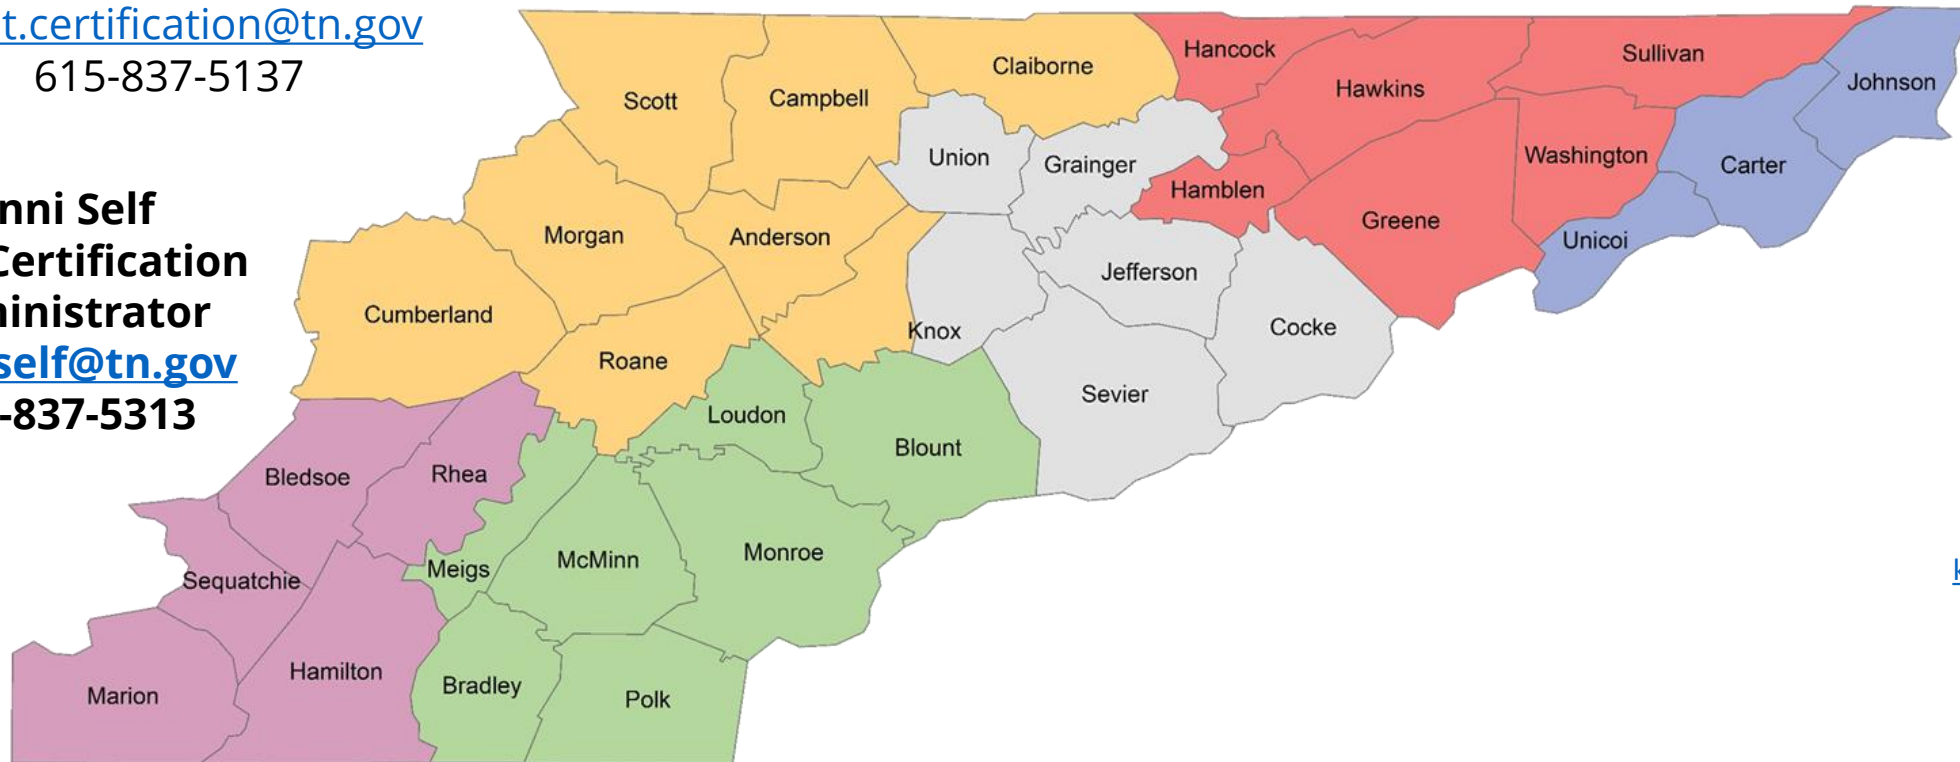 t.certification@tn.gov
615-837-5137
nni Self
Certification
ministrator
self@tn.gov
-837-5313
Scott
Campbell
Claiborne
Hancock
Hawkins
Sullivan
Johnson
Union
Grainger
Hamblen
Washington
Carter
Morgan
Anderson
Greene
Unicoi
Cumberland
Jefferson
Roane
Knox
Cocke
Sevier
Loudon
Blount
Bledsoe
Rhea
Meigs
McMinn
Monroe
Sequatchie
Marion
Hamilton
Bradley
Polk